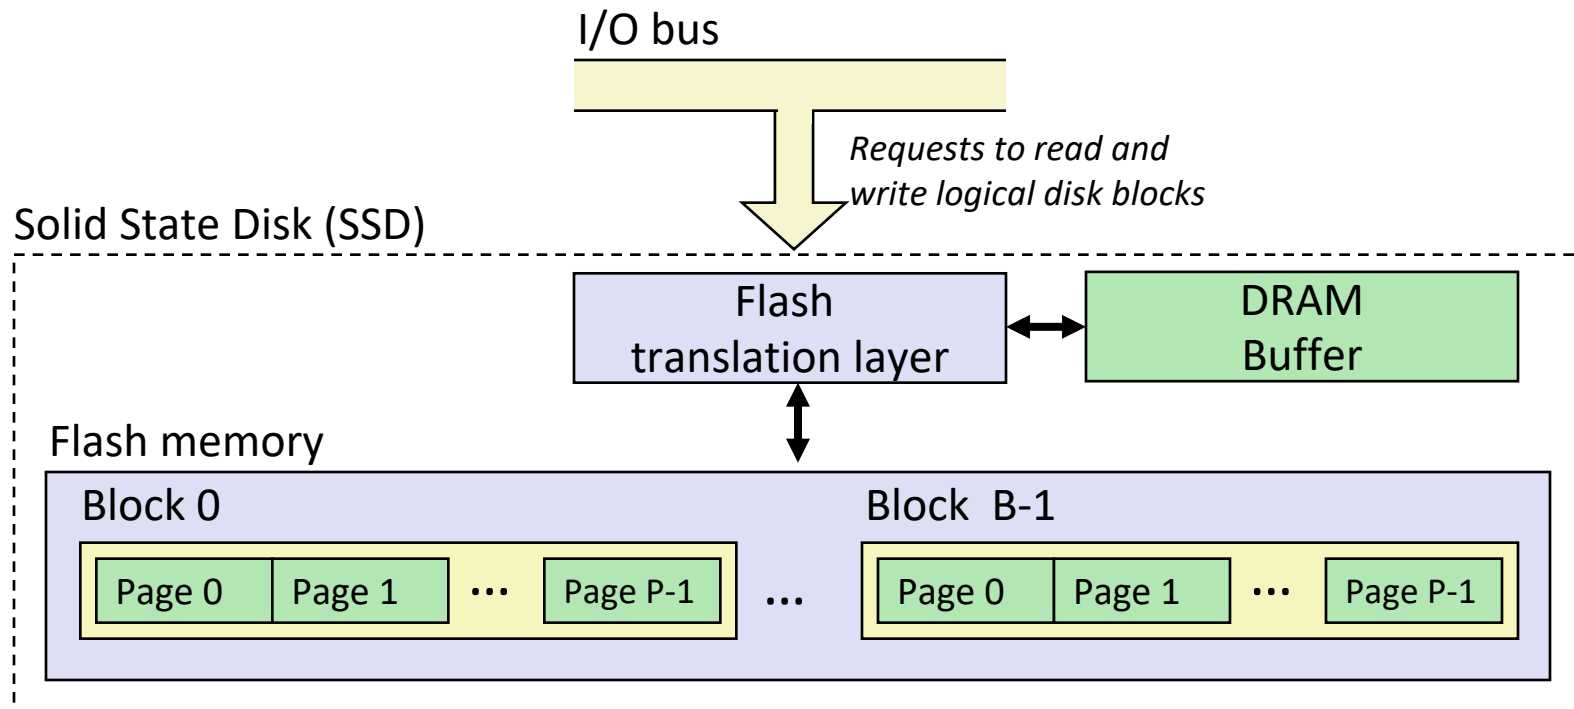 I/O bus
Requests to read and
write logical disk blocks
Solid State Disk (SSD)
Flash
translation layer
DRAM
Buffer
Flash memory
Block 0
Block B-1
Page 0 Page 1 ... Page P-1 ... Page 0 Page 1 ... Page P-1